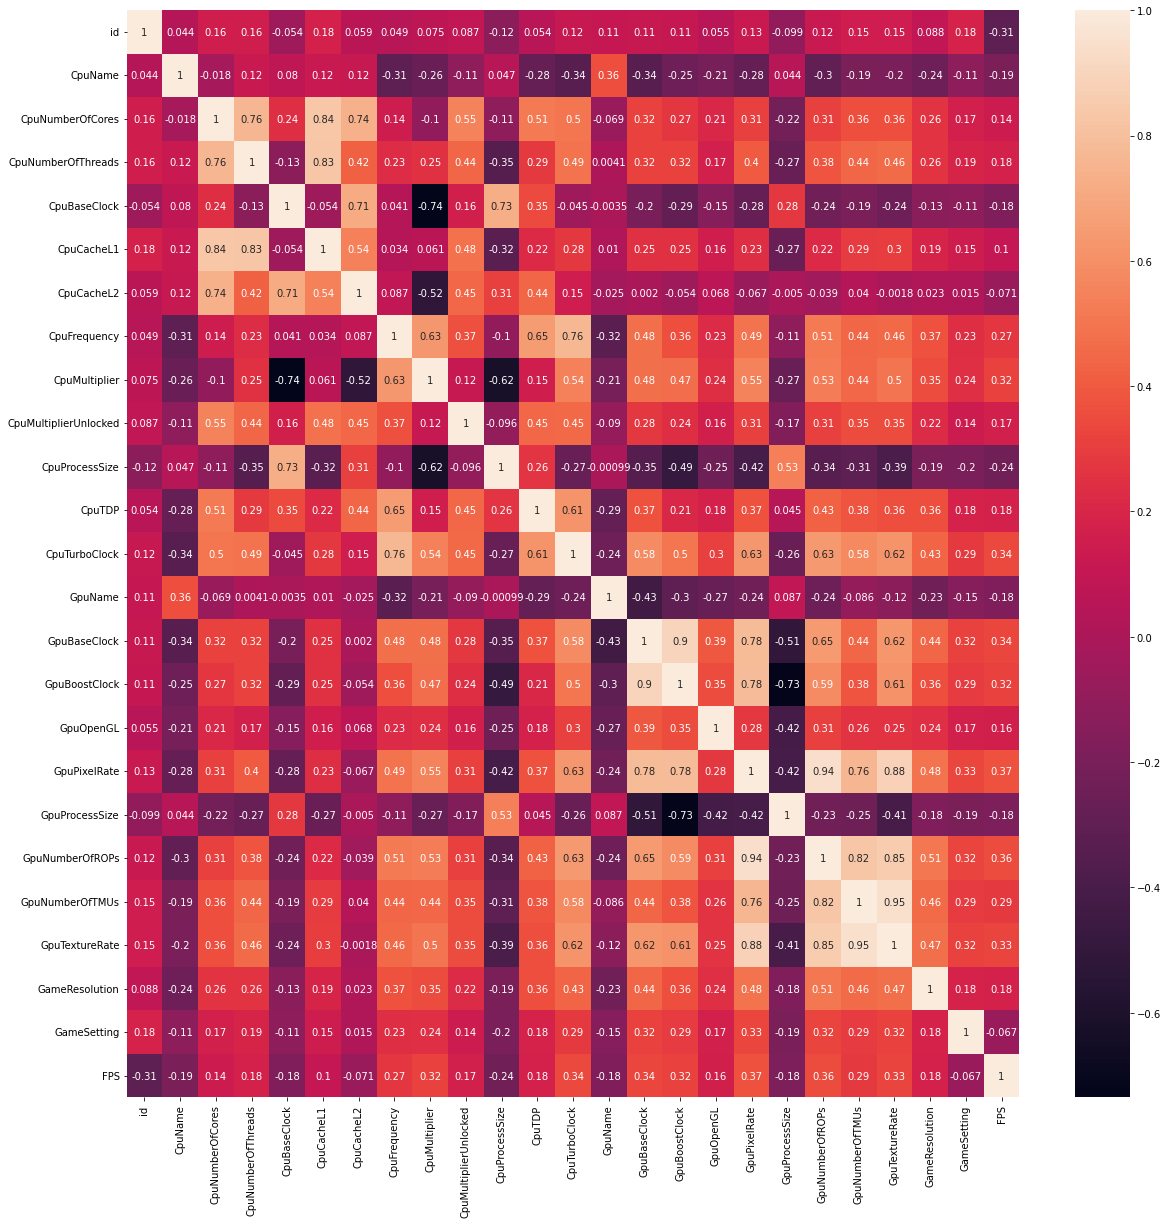 id 1 0.044 0.16 0.16 -0.054 0.18 0.059 0.049 0.075 0.087 -0.12 0.054 0.12 0.11 0.11 0.11 0.055 0.13 -0.099 0.12 0.15 0.15 0.088 0.18 -0.31
CpuName 0.044 1 -0.018 0.12 0.08 0.12 0.12 -0.31 -0.26 -0.11 0.047 -0.28 -0.34 0.36 -0.34 -0.25 -0.21 -0.28 0.044 -0.3 -0.19 -0.2 -0.24 -0.11 -0.19
CpuNumberOfCores 0.16 -0.018 1 0.76 0.24 0.84 0.74 0.14 -0.1 0.55 -0.11 0.51 0.5 -0.069 0.32 0.27 0.21 0.31 -0.22 0.31 0.36 0.36 0.26 0.17 0.14
CpuNumberOfThreads 0.16 0.12 0.76 1 -0.13 0.83 0.42 0.23 0.25 0.44 -0.35 0.29 0.49 0.0041 0.32 0.32 0.17 0.4 -0.27 0.38 0.44 0.46 0.26 0.19 0.18
CpuBaseClock -0.054 0.08 0.24 -0.13 1 -0.054 0.71 0.041 -0.74 0.16 0.73 0.35 -0.045 -0.0035 -0.2 -0.29 -0.15 -0.28 0.28 -0.24 -0.19 -0.24 -0.13 -0.11 -0.18
CpuCacheL1 0.18 0.12 0.84 0.83 -0.054 1 0.54 0.034 0.061 0.48 -0.32 0.22 0.28 0.01 0.25 0.25 0.16 0.23 -0.27 0.22 0.29 0.3 0.19 0.15 0.1
CpuCacheL2 0.059 0.12 0.74 0.42 0.71 0.54 1 0.087 -0.52 0.45 0.31 0.44 0.15 -0.025 0.002 -0.054 0.068 -0.067 -0.005 -0.039 0.04 -0.0018 0.023 0.015 -0.071
CpuFrequency 0.049 -0.31 0.14 0.23 0.041 0.034 0.087 1 0.63 0.37 -0.1 0.65 0.76 -0.32 0.48 0.36 0.23 0.49 -0.11 0.51 0.44 0.46 0.37 0.23 0.27
CpuMultiplier 0.075 -0.26 -0.1 0.25 -0.74 0.061 -0.52 0.63 1 0.12 -0.62 0.15 0.54 -0.21 0.48 0.47 0.24 0.55 -0.27 0.53 0.44 0.5 0.35 0.24 0.32
CpuMultiplierUnlocked 0.087 -0.11 0.55 0.44 0.16 0.48 0.45 0.37 0.12 1 -0.096 0.45 0.45 -0.09 0.28 0.24 0.16 0.31 -0.17 0.31 0.35 0.35 0.22 0.14 0.17
CpuProcessSize -0.12 0.047 -0.11 -0.35 0.73 -0.32 0.31 -0.1 -0.62 -0.096 1 0.26 -0.27 -0.00099 -0.35 -0.49 -0.25 -0.42 0.53 -0.34 -0.31 -0.39 -0.19 -0.2 -0.24
CpuTDP 0.054 -0.28 0.51 0.29 0.35 0.22 0.44 0.65 0.15 0.45 0.26 1 0.61 -0.29 0.37 0.21 0.18 0.37 0.045 0.43 0.38 0.36 0.36 0.18 0.18
CpuTurboClock 0.12 -0.34 0.5 0.49 -0.045 0.28 0.15 0.76 0.54 0.45 -0.27 0.61 1 -0.24 0.58 0.5 0.3 0.63 -0.26 0.63 0.58 0.62 0.43 0.29 0.34
GpuName 0.11 0.36 -0.069 0.0041 -0.0035 0.01 -0.025 -0.32 -0.21 -0.09 -0.00099 -0.29 -0.24 1 -0.43 -0.3 -0.27 -0.24 0.087 -0.24 -0.086 -0.12 -0.23 -0.15 -0.18
GpuBaseClock 0.11 -0.34 0.32 0.32 -0.2 0.25 0.002 0.48 0.48 0.28 -0.35 0.37 0.58 -0.43 1 0.9 0.39 0.78 -0.51 0.65 0.44 0.62 0.44 0.32 0.34
GpuBoostClock 0.11 -0.25 0.27 0.32 -0.29 0.25 -0.054 0.36 0.47 0.24 -0.49 0.21 0.5 -0.3 0.9 1 0.35 0.78 -0.73 0.59 0.38 0.61 0.36 0.29 0.32
GpuOpenGL 0.055 -0.21 0.21 0.17 -0.15 0.16 0.068 0.23 0.24 0.16 -0.25 0.18 0.3 -0.27 0.39 0.35 1 0.28 -0.42 0.31 0.26 0.25 0.24 0.17 0.16
GpuPixelRate 0.13 -0.28 0.31 0.4 -0.28 0.23 -0.067 0.49 0.55 0.31 -0.42 0.37 0.63 -0.24 0.78 0.78 0.28 1 -0.42 0.94 0.76 0.88 0.48 0.33 0.37
GpuProcessSize -0.099 0.044 -0.22 -0.27 0.28 -0.27 -0.005 -0.11 -0.27 -0.17 0.53 0.045 -0.26 0.087 -0.51 -0.73 -0.42 -0.42 1 -0.23 -0.25 -0.41 -0.18 -0.19 -0.18
GpuNumberOfROPs 0.12 -0.3 0.31 0.38 -0.24 0.22 -0.039 0.51 0.53 0.31 -0.34 0.43 0.63 -0.24 0.65 0.59 0.31 0.94 -0.23 1 0.82 0.85 0.51 0.32 0.36
GpuNumberOfTMUs 0.15 -0.19 0.36 0.44 -0.19 0.29 0.04 0.44 0.44 0.35 -0.31 0.38 0.58 -0.086 0.44 0.38 0.26 0.76 -0.25 0.82 1 0.95 0.46 0.29 0.29
GpuTextureRate 0.15 -0.2 0.36 0.46 -0.24 0.3 -0.0018 0.46 0.5 0.35 -0.39 0.36 0.62 -0.12 0.62 0.61 0.25 0.88 -0.41 0.85 0.95 1 0.47 0.32 0.33
GameResolution 0.088 -0.24 0.26 0.26 -0.13 0.19 0.023 0.37 0.35 0.22 -0.19 0.36 0.43 -0.23 0.44 0.36 0.24 0.48 -0.18 0.51 0.46 0.47 1 0.18 0.18
GameSetting 0.18 -0.11 0.17 0.19 -0.11 0.15 0.015 0.23 0.24 0.14 -0.2 0.18 0.29 -0.15 0.32 0.29 0.17 0.33 -0.19 0.32 0.29 0.32 0.18 1 -0.067
FPS -0.31 -0.19 0.14 0.18 -0.18 0.1 -0.071 0.27 0.32 0.17 -0.24 0.18 0.34 -0.18 0.34 0.32 0.16 0.37 -0.18 0.36 0.29 0.33 0.18 -0.067 1
id
CpuName
CpuNumberOfCores
CpuNumberOfThreads
CpuBaseClock
CpuCacheL1
CpuCacheL2
CpuFrequency
CpuMultiplier
CpuMultiplierUnlocked
CpuProcessSize
CpuTDP
CpuTurboClock
GpuName
GpuBaseClock
GpuBoostClock
GpuOpenGL
GpuPixelRate
GpuProcessSize
GpuNumberOfROPs
GpuNumberOfTMUs
GpuTextureRate
GameResolution
GameSetting
FPS
1.0
0.8
0.6
0.4
0.2
0.0
−0.2
−0.4
−0.6